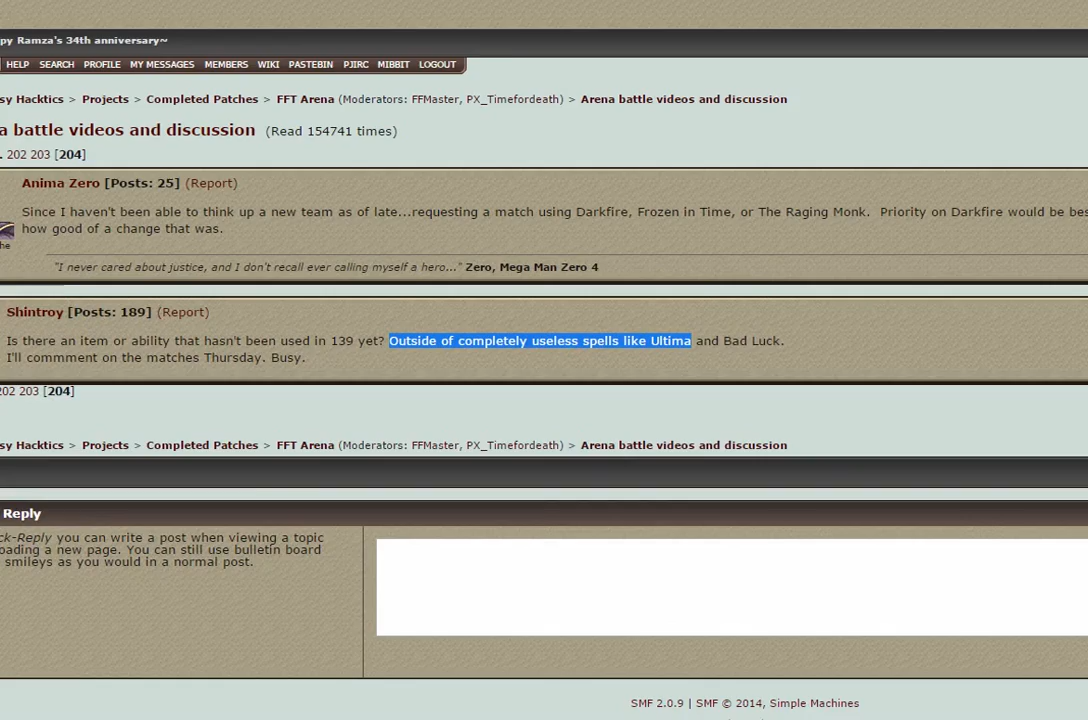 py Ramza's 34th anniversary~
HELP SEARCH PROFILE MY MESSAGES MEMBERS WIKI PASTEBIN PJIRC MIBBIT LOGOUT
sy Hacktics > Projects > Completed Patches > FFT Arena (Moderators: FFMaster, PX_Timefordeath) > Arena battle videos and discussion
a battle videos and discussion (Read 154741 times)
. 202 203 [204]
Anima Zero [Posts: 25] (Report)
Since I haven't been able to think up a new team as of late...requesting a match using Darkfire, Frozen in Time, or The Raging Monk. Priority on Darkfire would be bes
he
how good of a change that was.
"I never cared about justice, and I don't recall ever calling myself a hero..." Zero, Mega Man Zero 4
Shintroy [Posts: 189] (Report)
Is there an item or ability that hasn't been used in 139 yet? Outside of completely useless spells like Ultima and Bad Luck.
I'll commment on the matches Thursday. Busy.
202 203 [204]
sy Hacktics > Projects > Completed Patches > FFT Arena (Moderators: FFMaster, PX_Timefordeath) > Arena battle videos and discussion
Reply
ck-Reply you can write a post when viewing a topic
oading a new page. You can still use bulletin board
smileys as you would in a normal post.
SMF 2.0.9 | SMF © 2014, Simple Machines